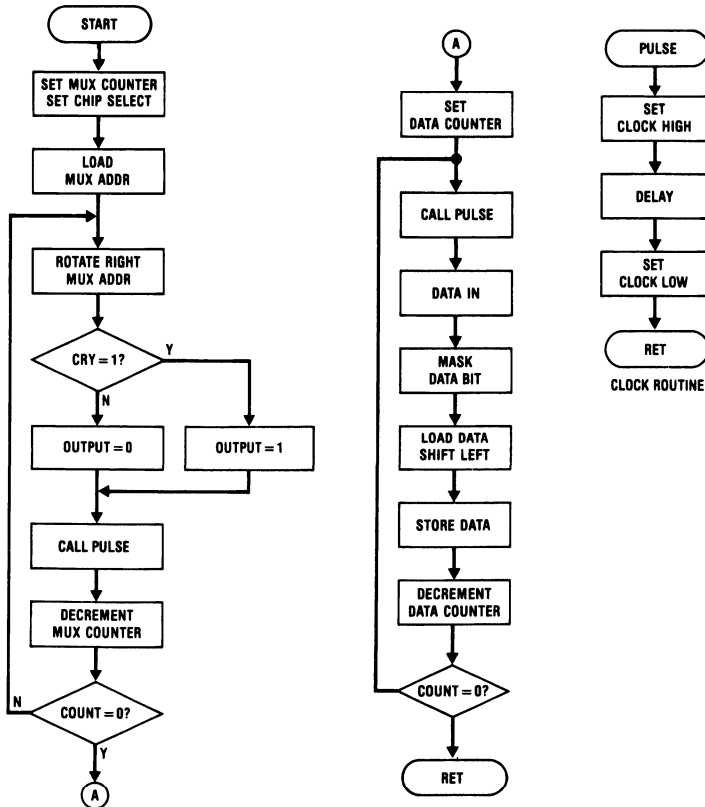 START
SET MUX COUNTER
SET CHIP SELECT
LOAD
MUX ADDR
ROTATE RIGHT
MUX ADDR
CRY = 1?
Y
N
OUTPUT = 0
OUTPUT = 1
CALL PULSE
DECREMENT
MUX COUNTER
COUNT = 0?
N
Y
A
A
SET
DATA COUNTER
CALL PULSE
DATA IN
MASK
DATA BIT
LOAD DATA
SHIFT LEFT
STORE DATA
DECREMENT
DATA COUNTER
COUNT = 0?
RET
PULSE
SET
CLOCK HIGH
DELAY
SET
CLOCK LOW
RET
CLOCK ROUTINE